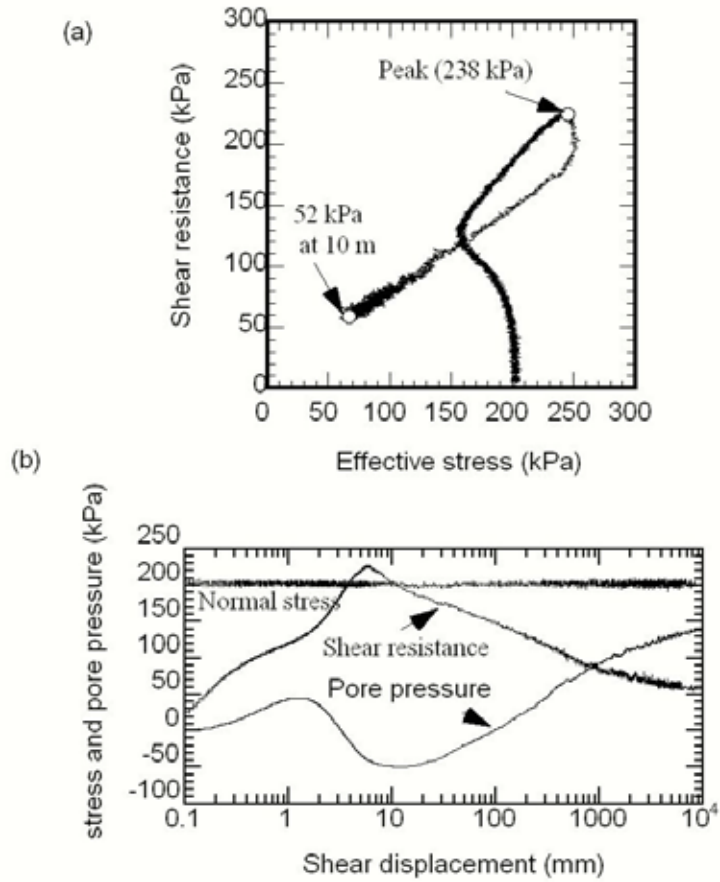 (a)
Shear resistance (kPa)
300
250
200
150
100
50
0
Peak (238 kPa)
52 kPa
at 10 m
0 50 100 150 200 250 300
Effective stress (kPa)
(b)
stress and pore pressure (kPa)
250
200
150
100
50
0
-50
-100
Normal stress
Shear resistance
Pore pressure
0.1 1 10 100 1000 10⁴
Shear displacement (mm)